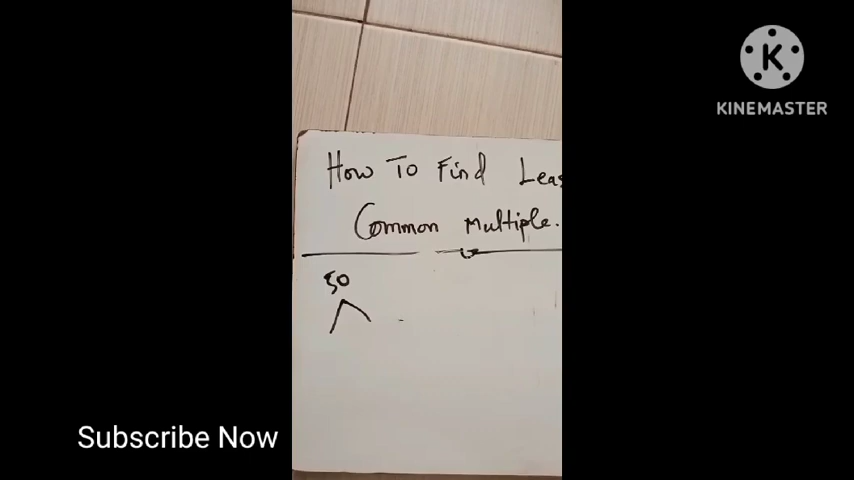 K
KINEMASTER
How To Find
Common Multiple.
50
Subscribe Now